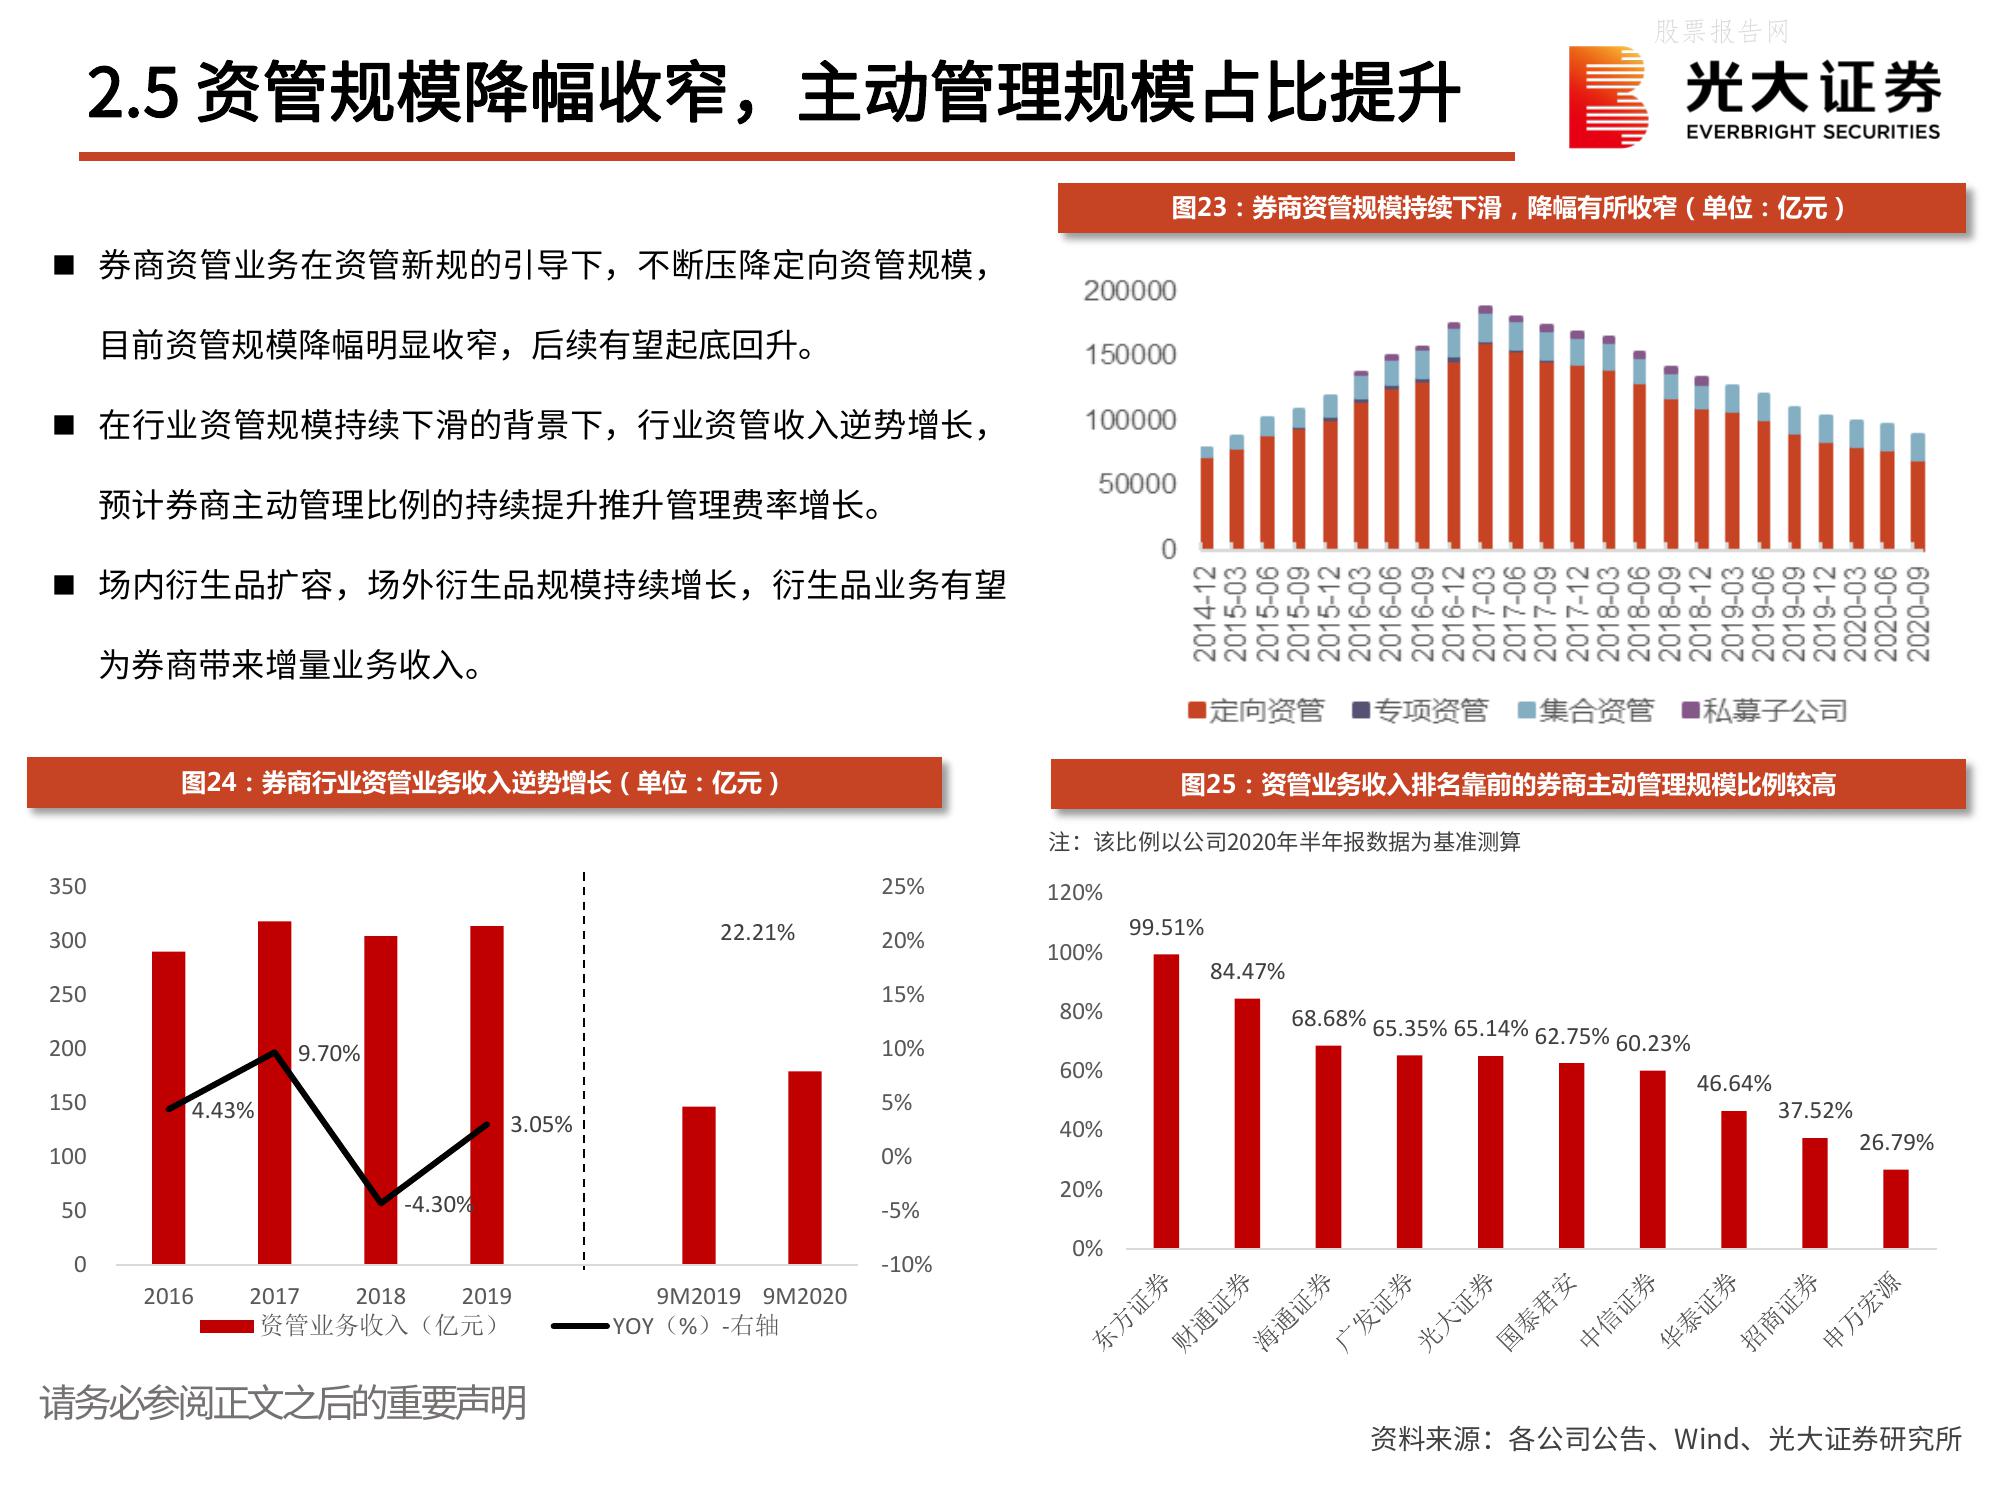 股票报告网
2.5 资管规模降幅收窄，主动管理规模占比提升
光大证券
EVERBRIGHT SECURITIES
■ 券商资管业务在资管新规的引导下，不断压降定向资管规模，
目前资管规模降幅明显收窄，后续有望起底回升。
■ 在行业资管规模持续下滑的背景下，行业资管收入逆势增长，
预计券商主动管理比例的持续提升推升管理费率增长。
■ 场内衍生品扩容，场外衍生品规模持续增长，衍生品业务有望
为券商带来增量业务收入。
图23：券商资管规模持续下滑，降幅有所收窄（单位：亿元）
200000
150000
100000
50000
0
2014-12 2015-03 2015-06 2015-09 2015-12 2016-03 2016-06 2016-09 2016-12 2017-03 2017-06 2017-09 2017-12 2018-03 2018-06 2018-09 2018-12 2019-03 2019-06 2019-09 2019-12 2020-03 2020-06 2020-09
定向资管 专项资管 集合资管 私募子公司
图24：券商行业资管业务收入逆势增长（单位：亿元）
350 25%
300 22.21% 20%
250 15%
200 9.70% 10%
150 4.43% 3.05% 5%
100 0%
50 -4.30% -5%
0 -10%
2016 2017 2018 2019 9M2019 9M2020
资管业务收入（亿元） YOY（%）-右轴
图25：资管业务收入排名靠前的券商主动管理规模比例较高
注：该比例以公司2020年半年报数据为基准测算
120%
100%
80%
60%
40%
20%
0%
99.51% 84.47% 68.68% 65.35% 65.14% 62.75% 60.23% 46.64% 37.52% 26.79%
东方证券 财通证券 海通证券 广发证券 光大证券 国泰君安 中信证券 华泰证券 招商证券 申万宏源
请务必参阅正文之后的重要声明
资料来源：各公司公告、Wind、光大证券研究所